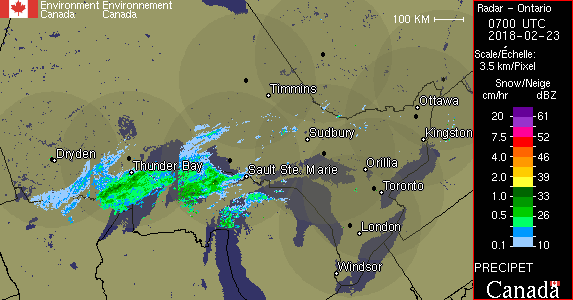 Environment Environnement
Canada Canada
100 KM
Timmins
Ottawa
Kingston
Sudbury
Dryden
Thunder Bay
Sault Ste. Marie
Orillia
Toronto
London
Windsor
Radar - Ontario
0700 UTC
2018-02-23
Scale/Échelle:
3.5 km/Pixel
Snow/Neige
cm/hr dBZ
20 61
7.5 52
4.0 46
2.0 39
1.0 33
0.5 26
0.1 10
PRECIPET
Canada